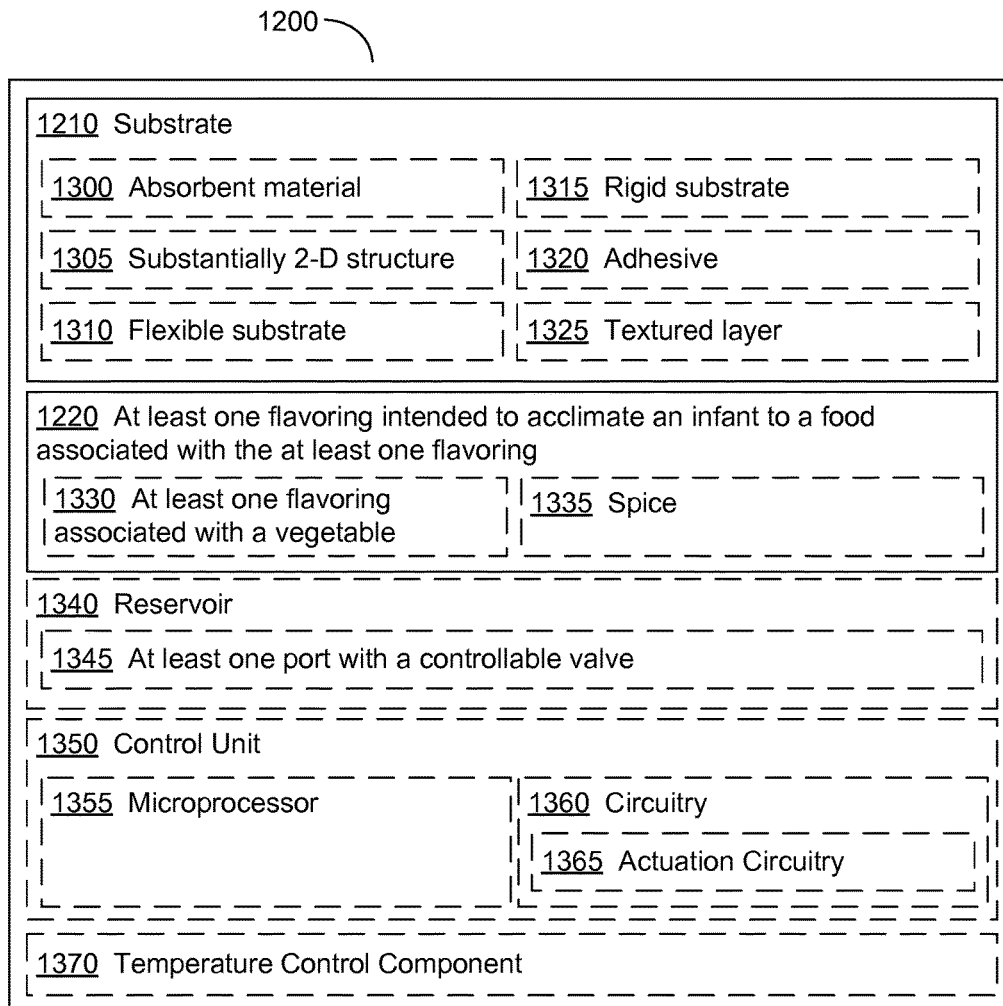 1200
1210 Substrate
1300 Absorbent material
1315 Rigid substrate
1305 Substantially 2-D structure
1320 Adhesive
1310 Flexible substrate
1325 Textured layer
1220 At least one flavoring intended to acclimate an infant to a food
associated with the at least one flavoring
1330 At least one flavoring
associated with a vegetable
1335 Spice
1340 Reservoir
1345 At least one port with a controllable valve
1350 Control Unit
1355 Microprocessor
1360 Circuitry
1365 Actuation Circuitry
1370 Temperature Control Component